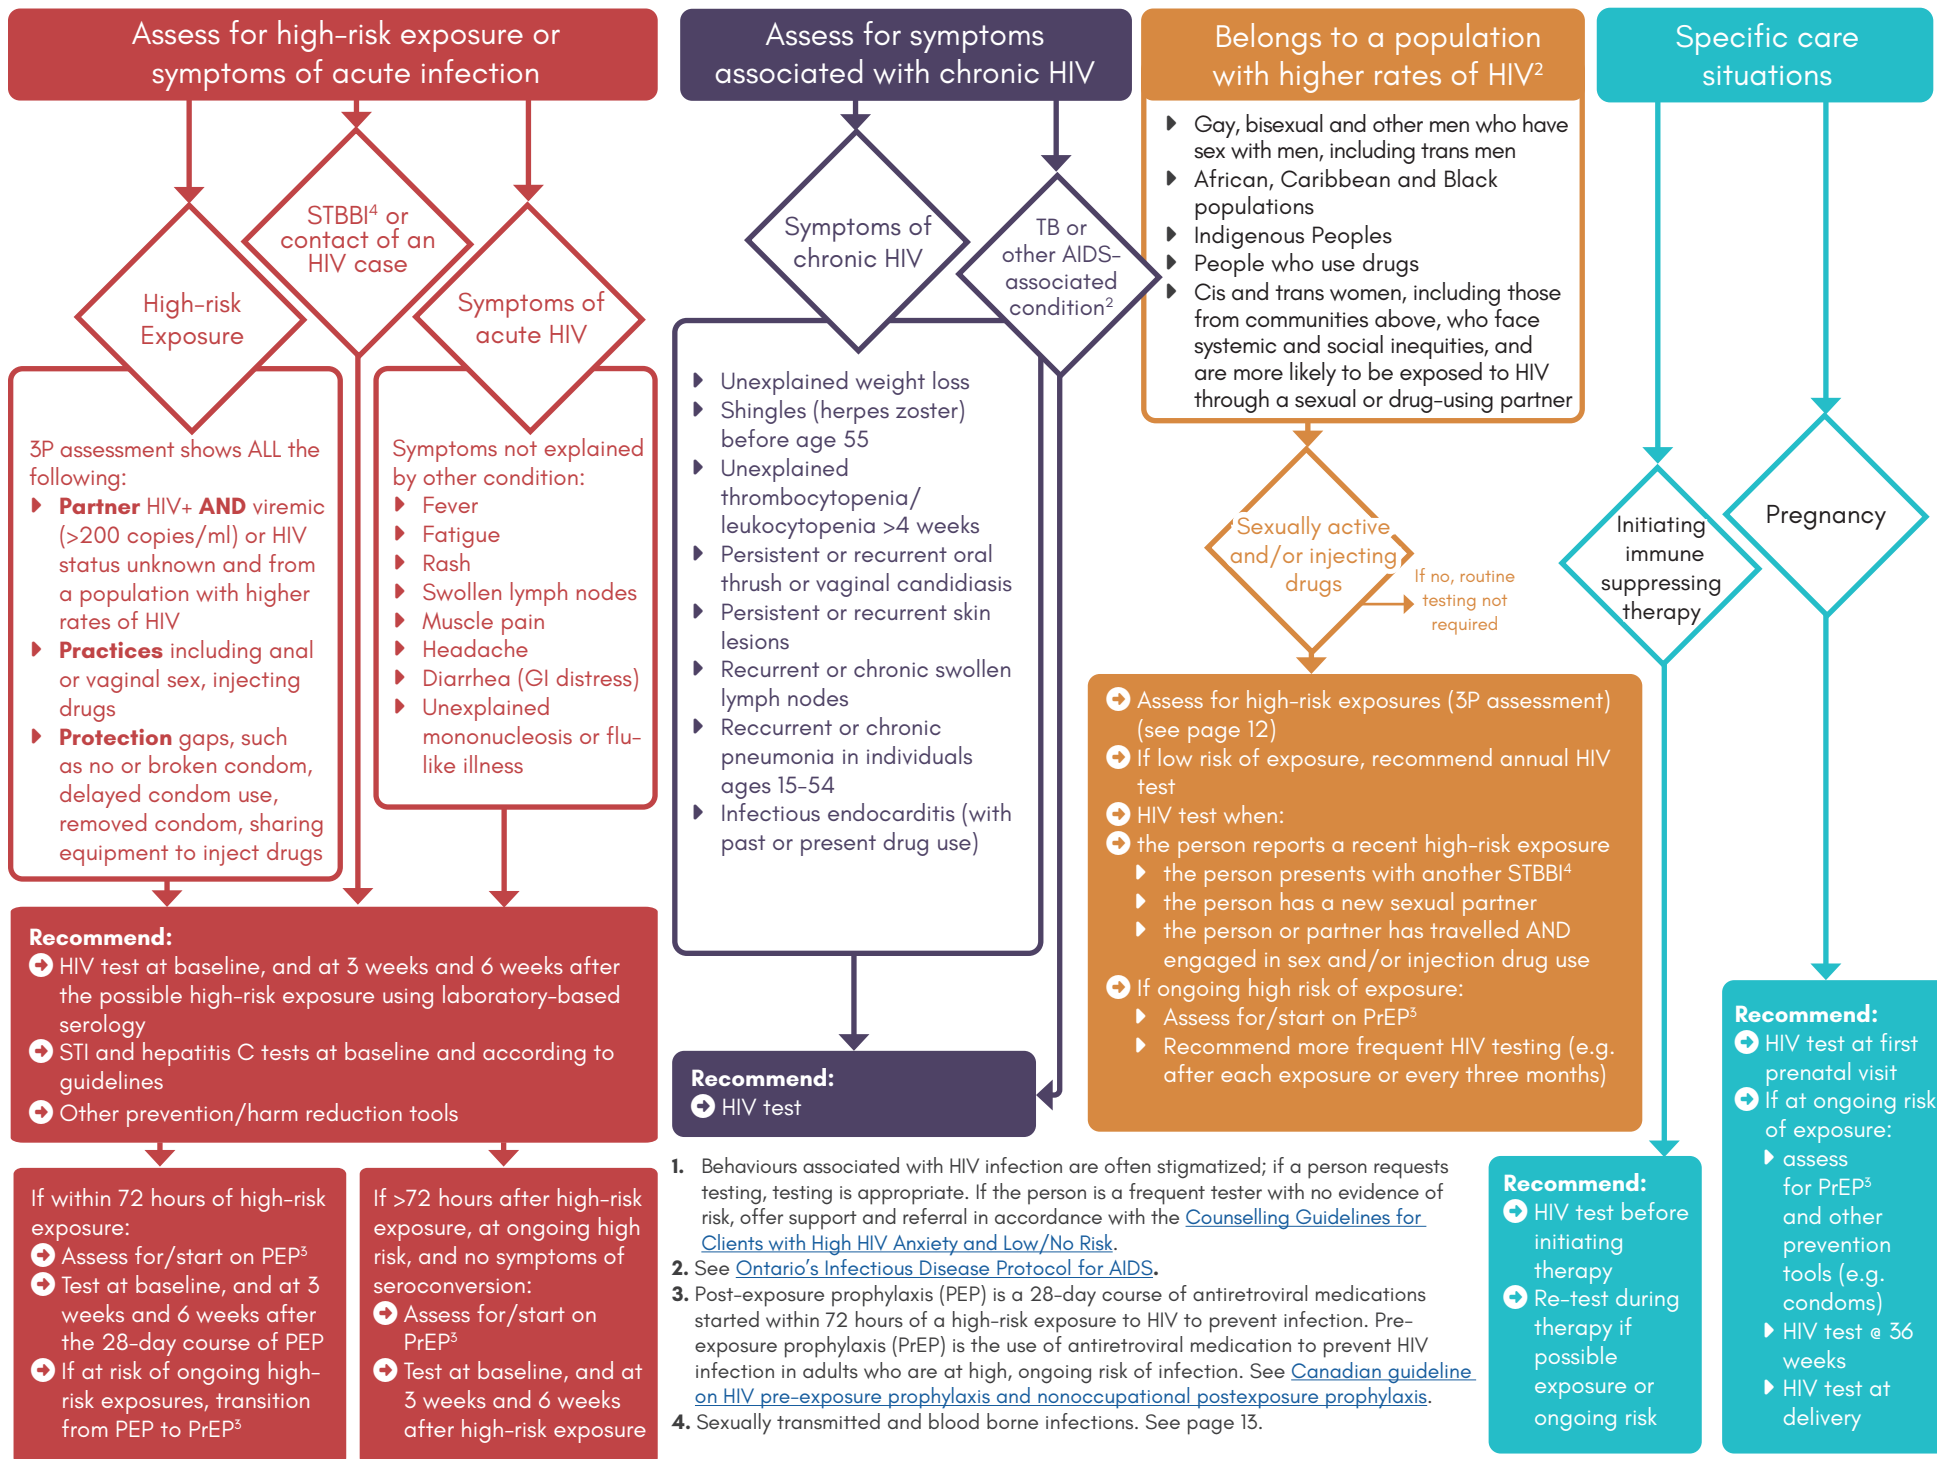 Assess for high-risk exposure or
symptoms of acute infection
High-risk
Exposure
STBBI⁴ or
contact of an
HIV case
Symptoms of
acute HIV
3P assessment shows ALL the
following:
Partner HIV+ AND viremic
(>200 copies/ml) or HIV
status unknown and from
a population with higher
rates of HIV
Practices including anal
or vaginal sex, injecting
drugs
Protection gaps, such
as no or broken condom,
delayed condom use,
removed condom, sharing
equipment to inject drugs
Symptoms not explained
by other condition:
Fever
Fatigue
Rash
Swollen lymph nodes
Muscle pain
Headache
Diarrhea (GI distress)
Unexplained
mononucleosis or flu-
like illness
Recommend:
HIV test at baseline, and at 3 weeks and 6 weeks after
the possible high-risk exposure using laboratory-based
serology
STI and hepatitis C tests at baseline and according to
guidelines
Other prevention/harm reduction tools
If within 72 hours of high-risk
exposure:
Assess for/start on PEP³
Test at baseline, and at 3
weeks and 6 weeks after
the 28-day course of PEP
If at risk of ongoing high-
risk exposures, transition
from PEP to PrEP³
If >72 hours after high-risk
exposure, at ongoing high
risk, and no symptoms of
seroconversion:
Assess for/start on
PrEP³
Test at baseline, and at
3 weeks and 6 weeks
after high-risk exposure
Assess for symptoms
associated with chronic HIV
Symptoms of
chronic HIV
TB or
other AIDS-
associated
condition²
Unexplained weight loss
Shingles (herpes zoster)
before age 55
Unexplained
thrombocytopenia/
leukocytopenia >4 weeks
Persistent or recurrent oral
thrush or vaginal candidiasis
Persistent or recurrent skin
lesions
Recurrent or chronic swollen
lymph nodes
Reccurrent or chronic
pneumonia in individuals
ages 15-54
Infectious endocarditis (with
past or present drug use)
Recommend:
HIV test
Belongs to a population
with higher rates of HIV²
Gay, bisexual and other men who have
sex with men, including trans men
African, Caribbean and Black
populations
Indigenous Peoples
People who use drugs
Cis and trans women, including those
from communities above, who face
systemic and social inequities, and
are more likely to be exposed to HIV
through a sexual or drug-using partner
Sexually active
and/or injecting
drugs
If no, routine
testing not
required
Assess for high-risk exposures (3P assessment)
(see page 12)
If low risk of exposure, recommend annual HIV
test
HIV test when:
the person reports a recent high-risk exposure
the person presents with another STBBI⁴
the person has a new sexual partner
the person or partner has travelled AND
engaged in sex and/or injection drug use
If ongoing high risk of exposure:
Assess for/start on PrEP³
Recommend more frequent HIV testing (e.g.
after each exposure or every three months)
Specific care
situations
Initiating
immune
suppressing
therapy
Pregnancy
Recommend:
HIV test before
initiating
therapy
Re-test during
therapy if
possible
exposure or
ongoing risk
Recommend:
HIV test at first
prenatal visit
If at ongoing risk
of exposure:
assess
for PrEP³
and other
prevention
tools (e.g.
condoms)
HIV test @ 36
weeks
HIV test at
delivery
1. Behaviours associated with HIV infection are often stigmatized; if a person requests
testing, testing is appropriate. If the person is a frequent tester with no evidence of
risk, offer support and referral in accordance with the Counselling Guidelines for
Clients with High HIV Anxiety and Low/No Risk.
2. See Ontario's Infectious Disease Protocol for AIDS.
3. Post-exposure prophylaxis (PEP) is a 28-day course of antiretroviral medications
started within 72 hours of a high-risk exposure to HIV to prevent infection. Pre-
exposure prophylaxis (PrEP) is the use of antiretroviral medication to prevent HIV
infection in adults who are at high, ongoing risk of infection. See Canadian guideline
on HIV pre-exposure prophylaxis and nonoccupational postexposure prophylaxis.
4. Sexually transmitted and blood borne infections. See page 13.